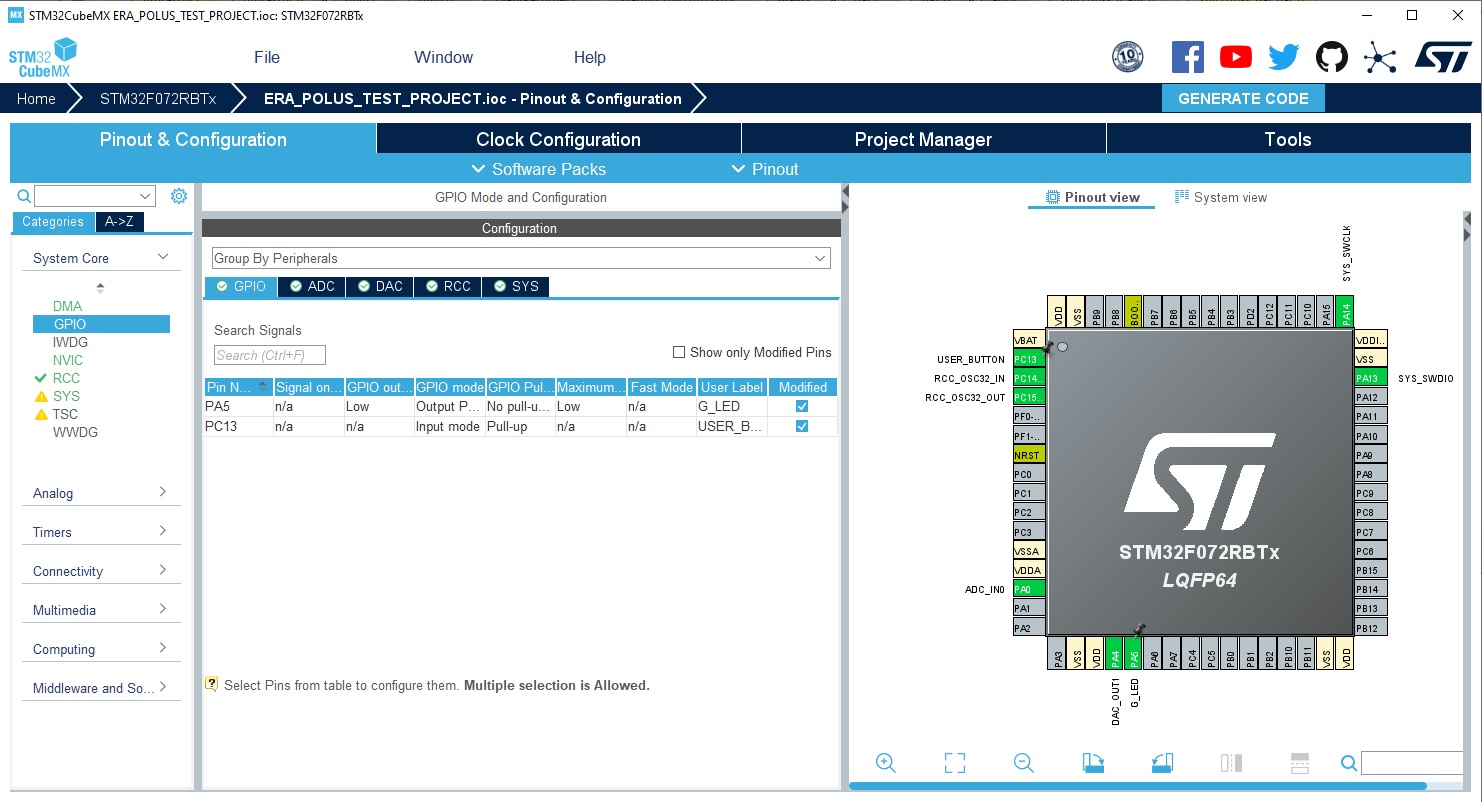 MX STM32CubeMX ERA_POLUS_TEST_PROJECT.ioc: STM32F072RBTx
STM32
CubeMX
File Window Help
10
Home STM32F072RBTx ERA_POLUS_TEST_PROJECT.ioc - Pinout & Configuration GENERATE CODE
Pinout & Configuration Clock Configuration Project Manager Tools
Software Packs Pinout
Categories A->Z
System Core
DMA
GPIO
IWDG
NVIC
RCC
SYS
TSC
WWDG
Analog
Timers
Connectivity
Multimedia
Computing
Middleware and So...
GPIO Mode and Configuration
Configuration
Group By Peripherals
GPIO ADC DAC RCC SYS
Search Signals
Search (Ctrl+F) Show only Modified Pins
Pin N... Signal on... GPIO out... GPIO mode GPIO Pul... Maximum... Fast Mode User Label Modified
PA5 n/a Low Output P... No pull-u... Low n/a G_LED
PC13 n/a n/a Input mode Pull-up n/a n/a USER_B...
Select Pins from table to configure them. Multiple selection is Allowed.
Pinout view System view
SYS_SWCLK
VDD VSS PB9 PB8 BOO.. PB7 PB6 PB5 PB4 PB3 PD2 PC12 PC11 PC10 PA15 PA14
VBAT VDDI..
USER_BUTTON PC13 VSS
RCC_OSC32_IN PC14.. PA13 SYS_SWDIO
RCC_OSC32_OUT PC15.. PA12
PF0-.. PA11
PF1-.. PA10
NRST PA9
PC0 PA8
PC1 PC9
PC2 PC8
PC3 PC7
VSSA PC6
VDDA PB15
ADC_IN0 PA0 PB14
PA1 PB13
PA2 PB12
STM32F072RBTx
LQFP64
PA3 VSS VDD PA4 PA5 PA6 PA7 PC4 PC5 PB0 PB1 PB2 PB10 PB11 VSS VDD
DAC_OUT1 G_LED